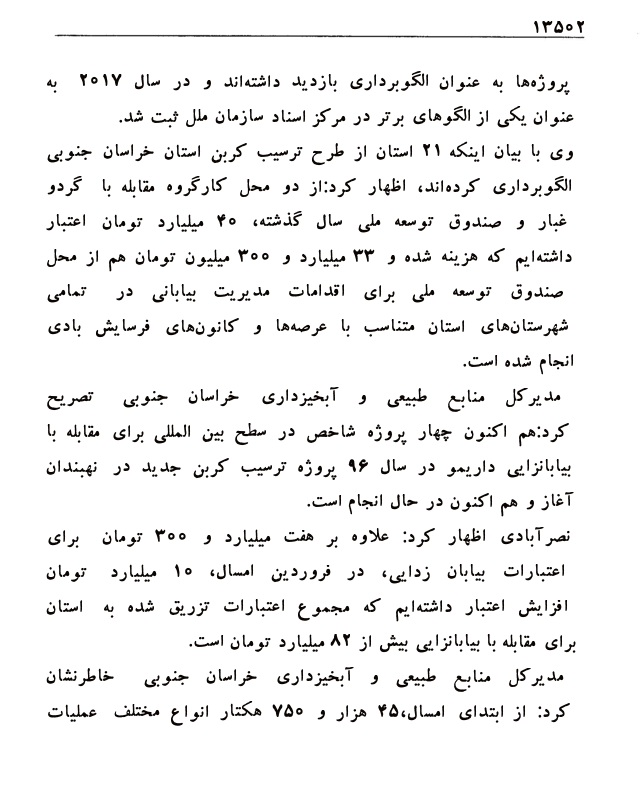 ۱۳۵۰۲
پروژه‌ها به عنوان الگوبرداری بازدید داشته‌اند و در سال ۲۰۱۷ به
عنوان یکی از الگوهای برتر در مرکز اسناد سازمان ملل ثبت شد.
وی با بیان اینکه ۲۱ استان از طرح ترسیب کربن استان خراسان جنوبی
الگوبرداری کرده‌اند، اظهار کرد:از دو محل کارگروه مقابله با گردو
غبار و صندوق توسعه ملی سال گذشته، ۴۰ میلیارد تومان اعتبار
داشته‌ایم که هزینه شده و ۳۳ میلیارد و ۳۰۰ میلیون تومان هم از محل
صندوق توسعه ملی برای اقدامات مدیریت بیابانی در تمامی
شهرستان‌های استان متناسب با عرصه‌ها و کانون‌های فرسایش بادی
انجام شده است.
مدیرکل منابع طبیعی و آبخیزداری خراسان جنوبی تصریح
کرد:هم اکنون چهار پروژه شاخص در سطح بین المللی برای مقابله با
بیابانزایی داریمو در سال ۹۶ پروژه ترسیب کربن جدید در نهبندان
آغاز و هم اکنون در حال انجام است.
نصرآبادی اظهار کرد: علاوه بر هفت میلیارد و ۳۰۰ تومان برای
اعتبارات بیابان زدایی، در فروردین امسال، ۱۰ میلیارد تومان
افزایش اعتبار داشته‌ایم که مجموع اعتبارات تزریق شده به استان
برای مقابله با بیابانزایی بیش از ۸۲ میلیارد تومان است.
مدیرکل منابع طبیعی و آبخیزداری خراسان جنوبی خاطرنشان
کرد: از ابتدای امسال،۴۵ هزار و ۷۵۰ هکتار انواع مختلف عملیات